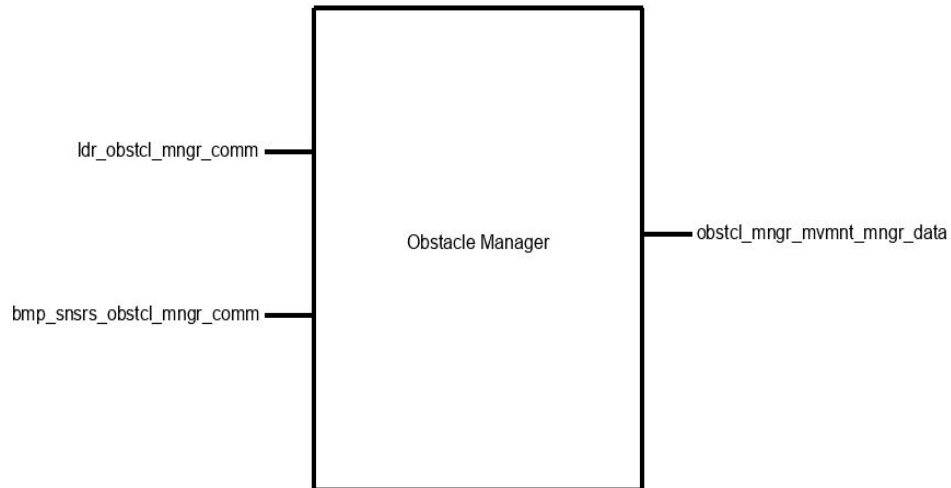 ldr_obstcl_mngr_comm
Obstacle Manager
obstcl_mngr_mvmnt_mngr_data
bmp_snsrs_obstcl_mngr_comm